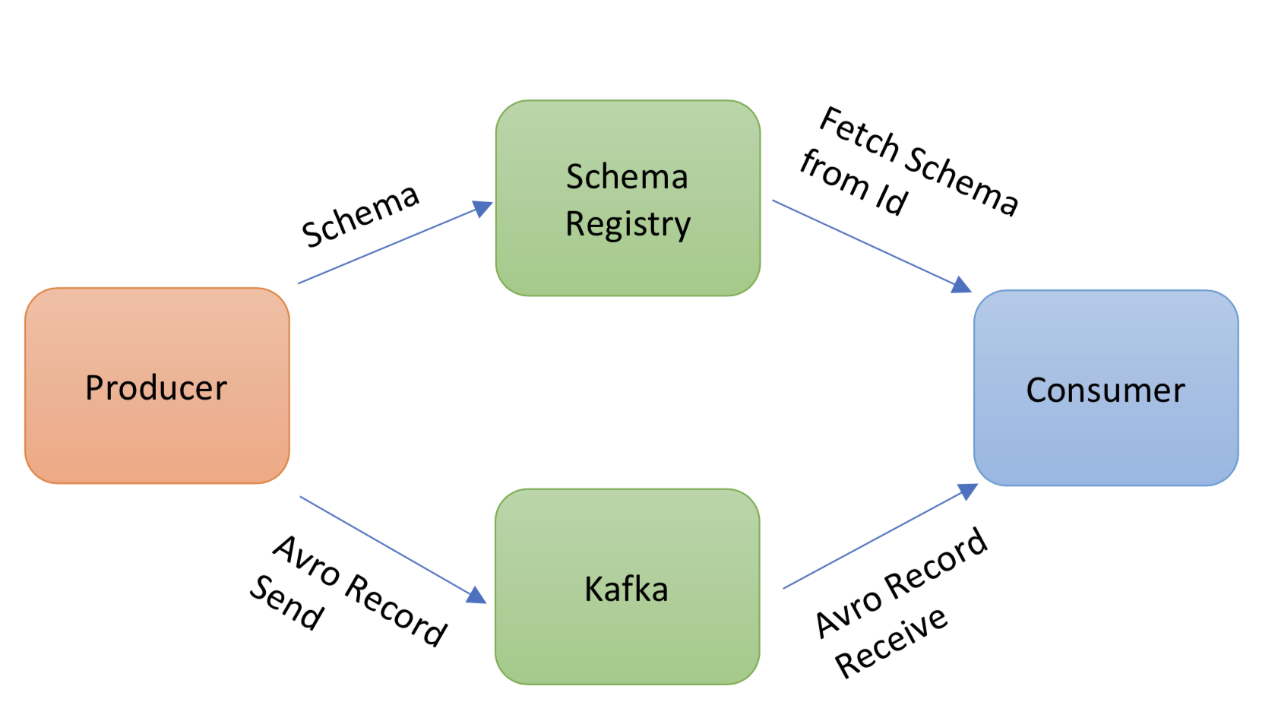 Schema
Schema
Registry
Fetch Schema
from Id
Producer
Consumer
Avro Record
Send
Kafka
Avro Record
Receive